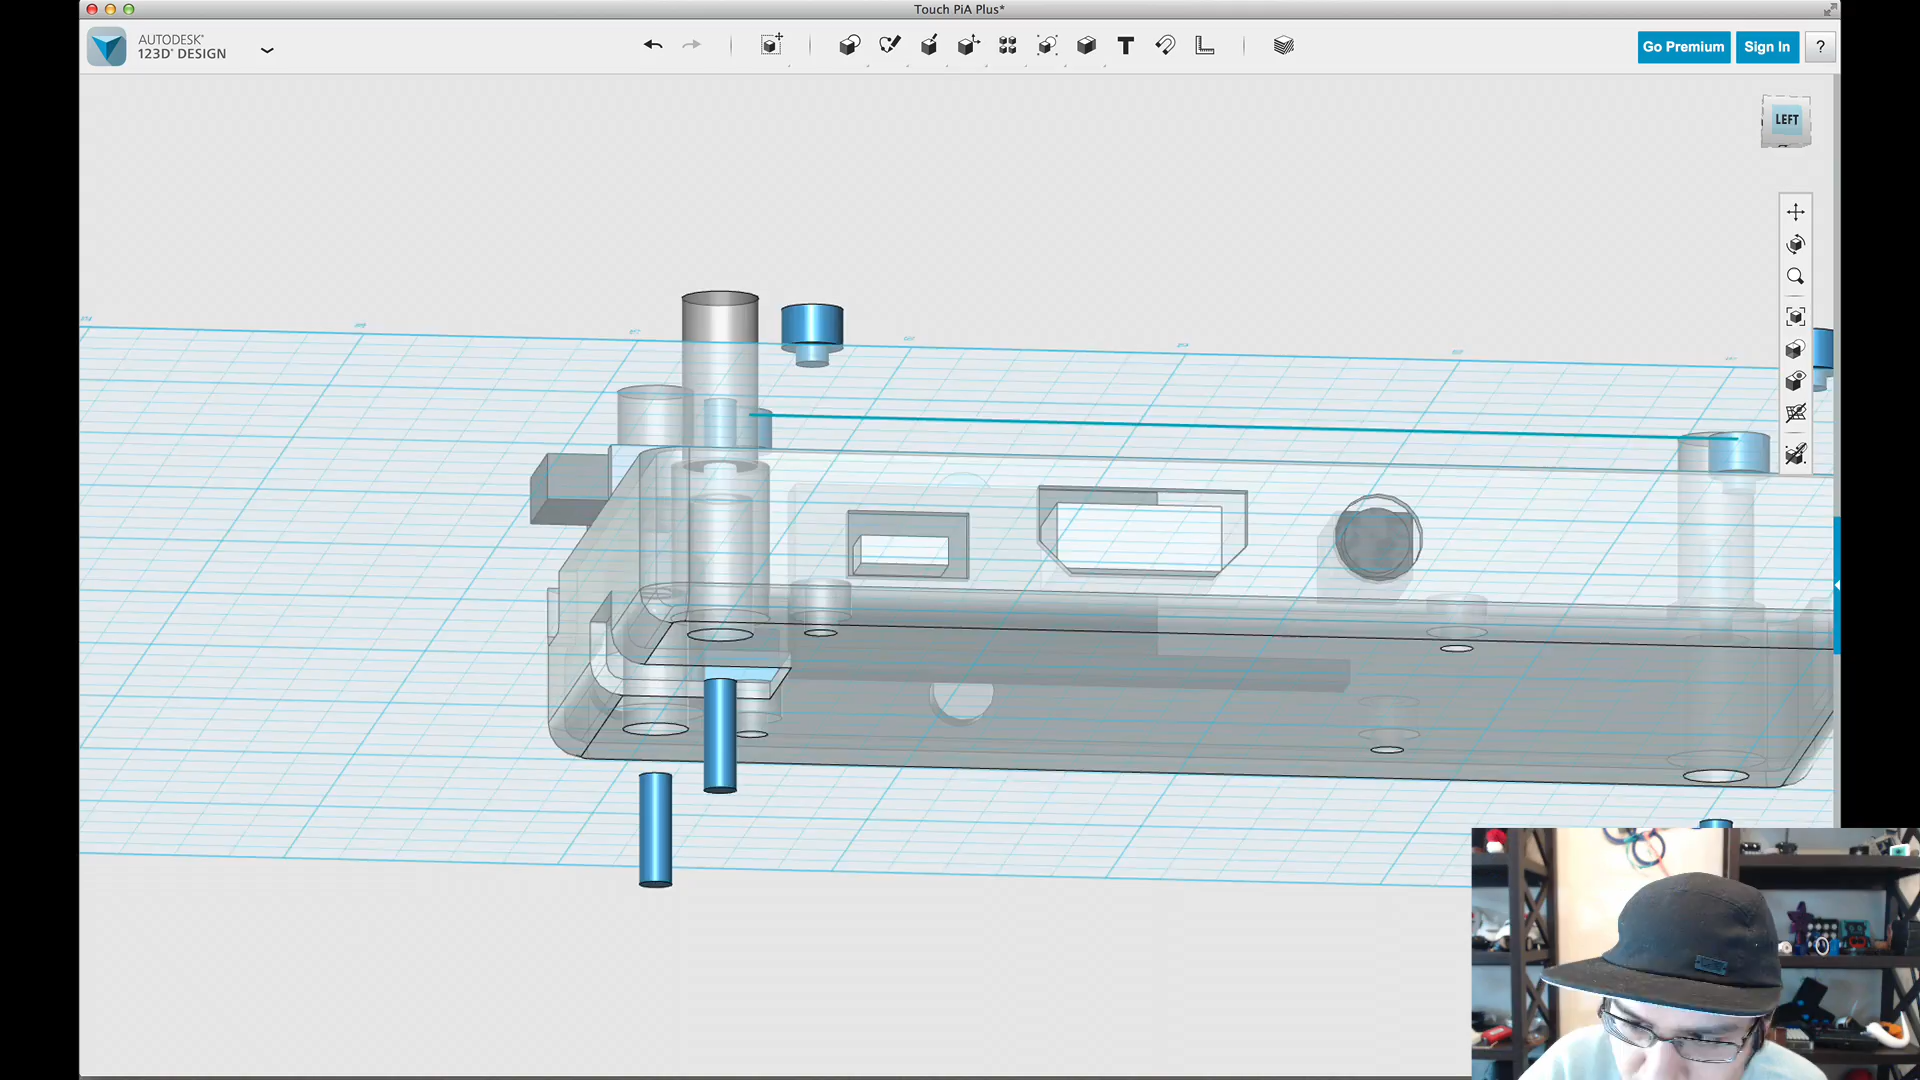 Touch PiA Plus*
AUTODESK®
123D® DESIGN
T
Go Premium
Sign In
?
LEFT